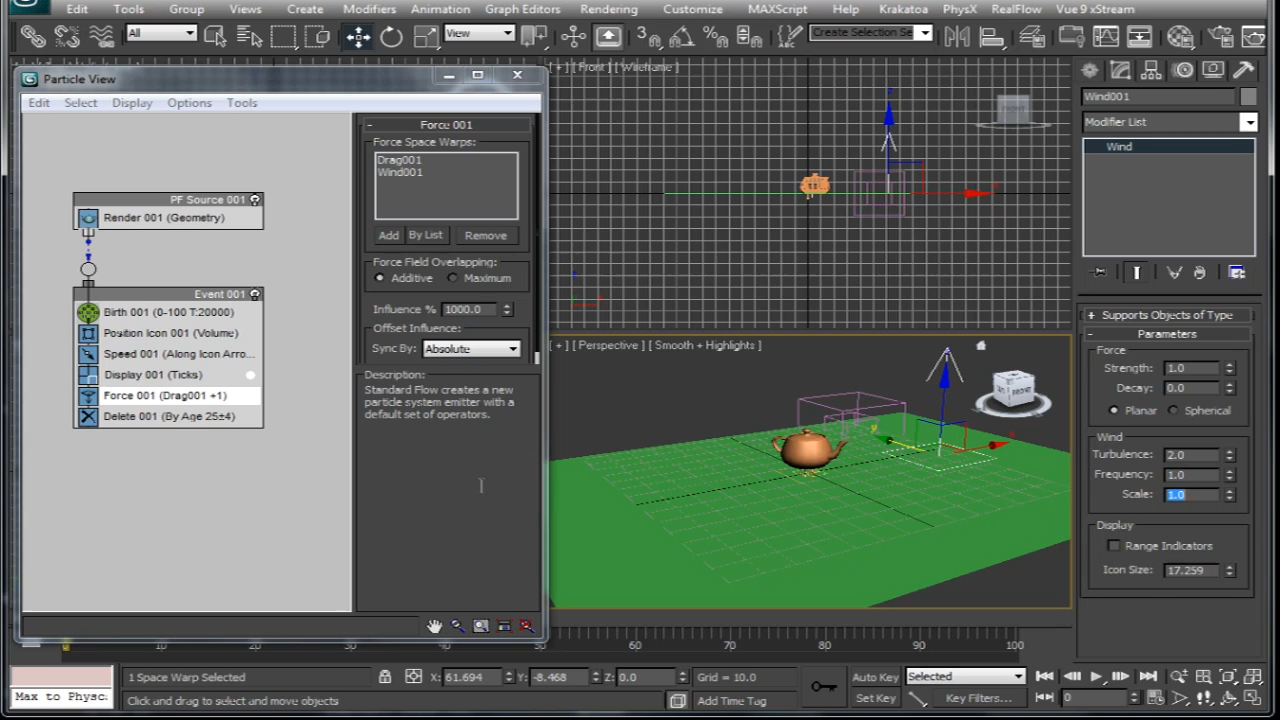 Edit Tools Group Views Create Modifiers Animation Graph Editors Rendering Customize MAXScript Help Krakatoa PhysX RealFlow Vue 9 xStream
All View Create Selection Se
Particle View
Edit Select Display Options Tools
PF Source 001
Render 001 (Geometry)
Event 001
Birth 001 (0-100 T:20000)
Position Icon 001 (Volume)
Speed 001 (Along Icon Arro...
Display 001 (Ticks)
Force 001 (Drag001 +1)
Delete 001 (By Age 25±4)
- Force 001
Force Space Warps:
Drag001
Wind001
Add By List Remove
Force Field Overlapping:
Additive Maximum
Influence % 1000.0
Offset Influence:
Sync By: Absolute
Description:
Standard Flow creates a new
particle system emitter with a
default set of operators.
[ + ] [ Front ] [ Wireframe ]
[ + ] [ Perspective ] [ Smooth + Highlights ]
Wind001
Modifier List
Wind
+ Supports Objects of Type
- Parameters
Force
Strength: 1.0
Decay: 0.0
Planar Spherical
Wind
Turbulence: 2.0
Frequency: 1.0
Scale: 1.0
Display
Range Indicators
Icon Size: 17.259
10 20 30 40 50 60 70 80 90 100
Max to Physc
1 Space Warp Selected X: 61.694 Y: -8.468 Z: 0.0 Grid = 10.0 Auto Key Selected
Click and drag to select and move objects Add Time Tag Set Key Key Filters... 0